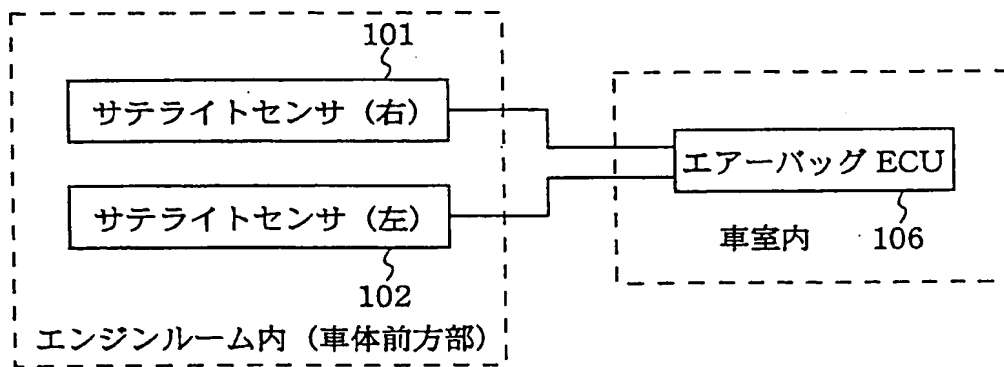 101
サテライトセンサ (右)
サテライトセンサ (左)
102
エンジンルーム内 (車体前方部)
エアーバッグ ECU
車室内 106